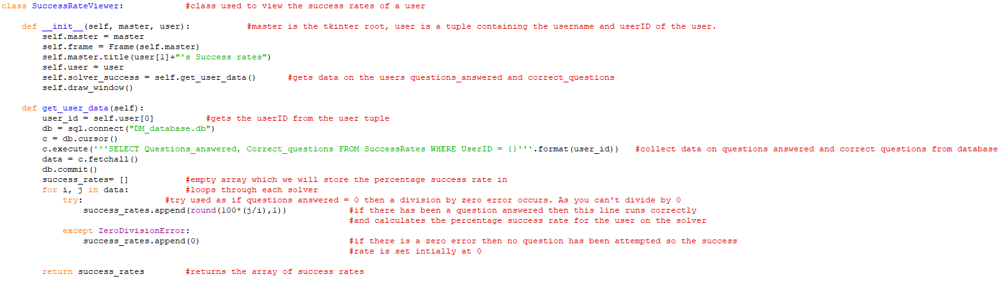 class SuccessRateViewer:            #class used to view the success rates of a user
    def __init__(self, master, user):           #master is the tkinter root, user is a tuple containing the username and userID of the user.
        self.master = master
        self.frame = Frame(self.master)
        self.master.title(user[1]+"'s Success rates")
        self.user = user
        self.solver_success = self.get_user_data()      #gets data on the users questions_answered and correct_questions
        self.draw_window()
    def get_user_data(self):
        user_id = self.user[0]          #gets the userID from the user tuple
        db = sql.connect("DM_database.db")
        c = db.cursor()
        c.execute('''SELECT Questions_answered, Correct_questions FROM SuccessRates WHERE UserID = {}'''.format(user_id))   #collect data on questions answered and correct questions from database
        data = c.fetchall()
        db.commit()
        success_rates= []           #empty array which we will store the percentage success rate in
        for i, j in data:           #loops through each solver
            try:                #try used as if questions answered = 0 then a division by zero error occurs. As you can't divide by 0
                success_rates.append(round(100*(j/i),1))            #if there has been a question answered then this line runs correctly
                                                                    #and calculates the percentage success rate for the user on the solver
            except ZeroDivisionError:
                success_rates.append(0)                             #if there is a zero error then no question has been attempted so the success
                                                                    #rate is set intially at 0
        return success_rates        #returns the array of success rates